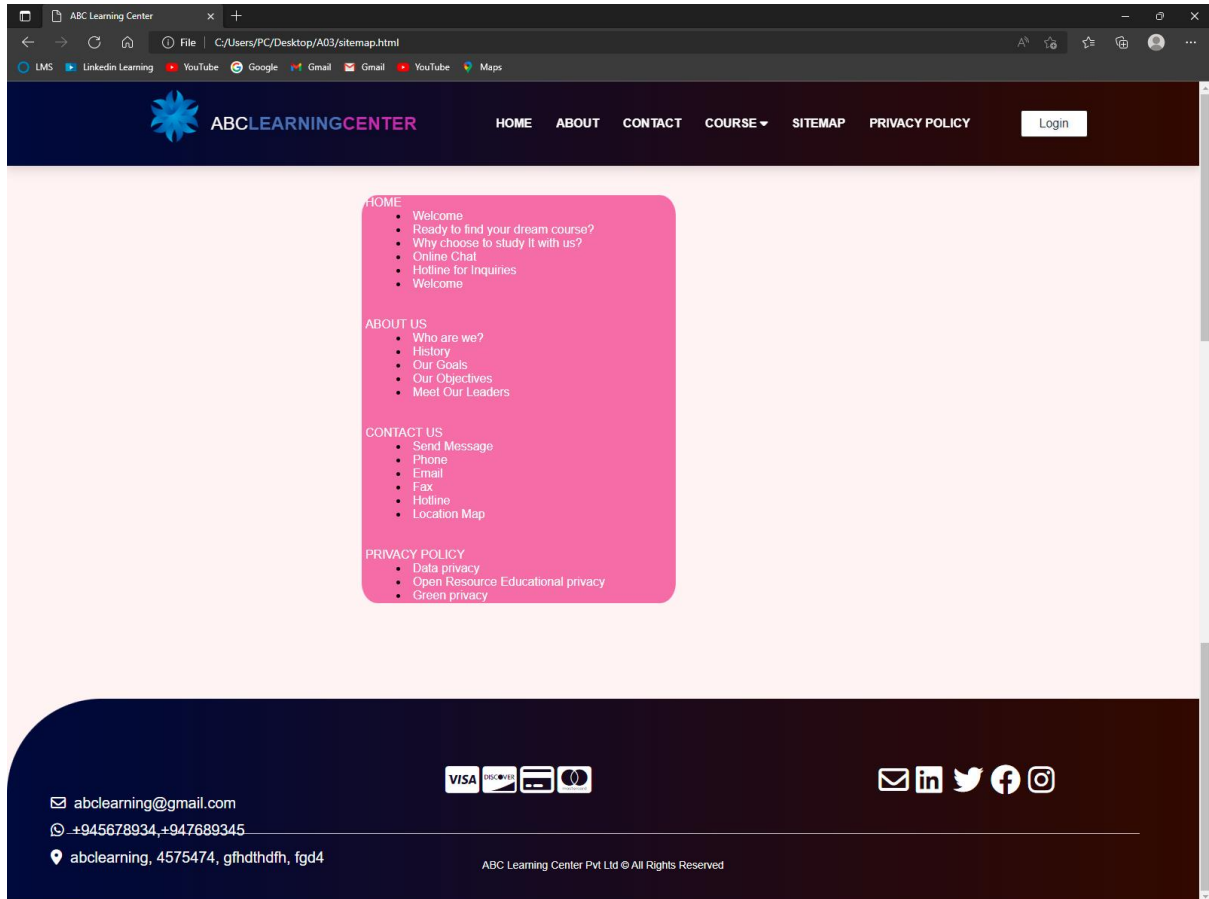 ABC Learning Center
File C:/Users/PC/Desktop/A03/sitemap.html
LMS Linkedin Learning YouTube Google Gmail Gmail YouTube Maps
ABCLEARNINGCENTER HOME ABOUT CONTACT COURSE SITEMAP PRIVACY POLICY Login
HOME
Welcome
Ready to find your dream course?
Why choose to study It with us?
Online Chat
Hotline for Inquiries
Welcome
ABOUT US
Who are we?
History
Our Goals
Our Objectives
Meet Our Leaders
CONTACT US
Send Message
Phone
Email
Fax
Hotline
Location Map
PRIVACY POLICY
Data privacy
Open Resource Educational privacy
Green privacy
VISA DISCOVER mastercard
abclearning@gmail.com
+945678934,+947689345
abclearning, 4575474, gfhdthdfh, fgd4
ABC Learning Center Pvt Ltd © All Rights Reserved